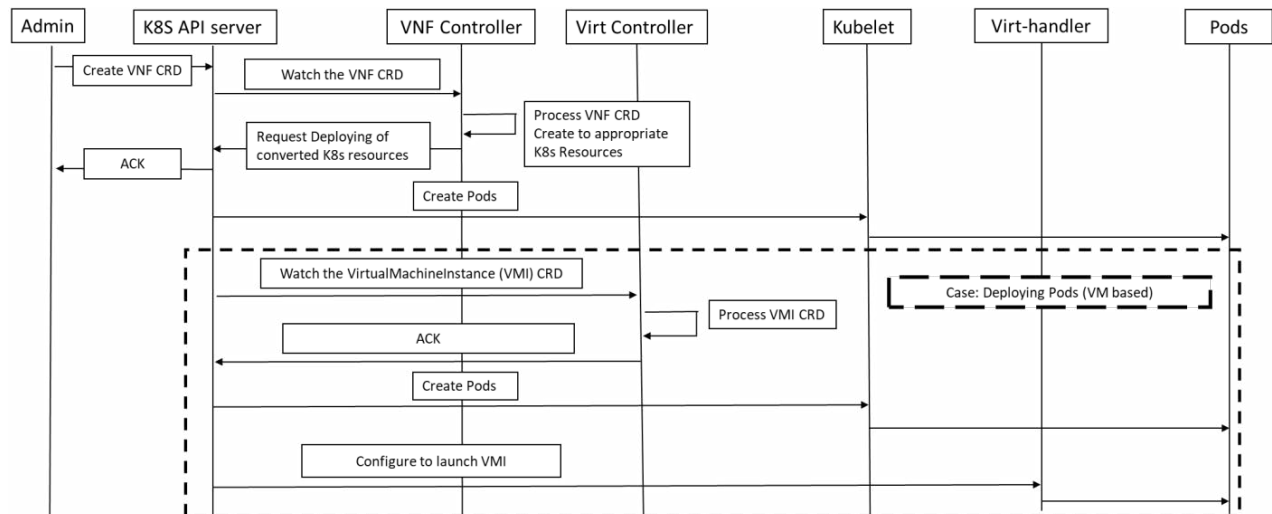 Admin
K8S API server
VNF Controller
Virt Controller
Kubelet
Virt-handler
Pods
Create VNF CRD
Watch the VNF CRD
Process VNF CRD
Create to appropriate
K8s Resources
Request Deploying of
converted K8s resources
ACK
Create Pods
Watch the VirtualMachineInstance (VMI) CRD
Case: Deploying Pods (VM based)
Process VMI CRD
ACK
Create Pods
Configure to launch VMI